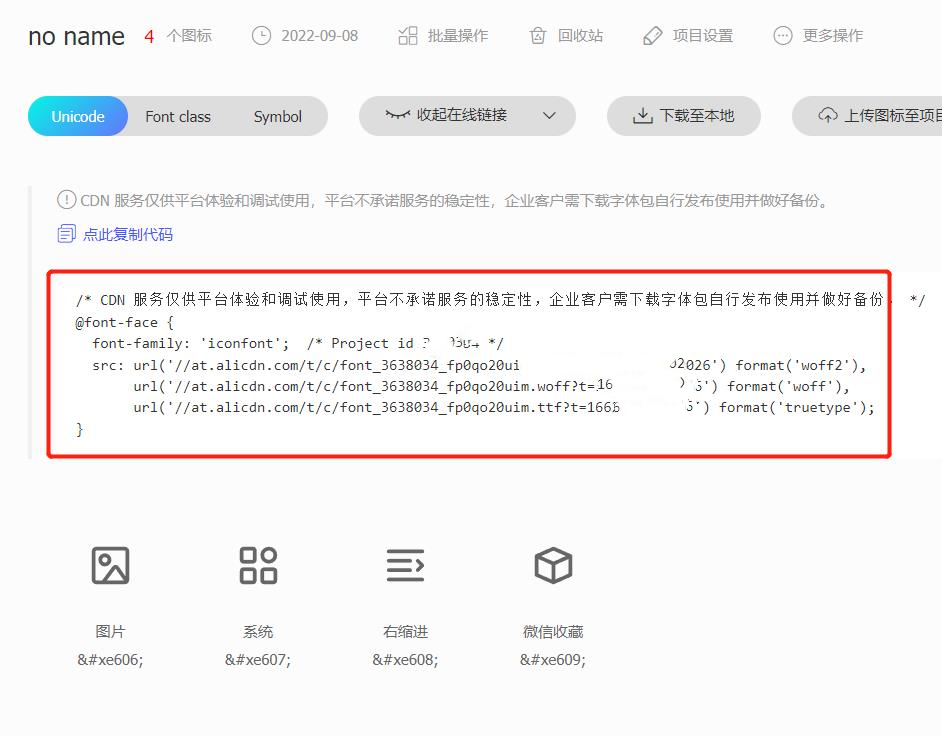 no name 4 个图标 2022-09-08 批量操作 回收站 项目设置 更多操作
Unicode Font class Symbol 收起在线链接 下载至本地 上传图标至项目
CDN 服务仅供平台体验和调试使用，平台不承诺服务的稳定性，企业客户需下载字体包自行发布使用并做好备份。
点此复制代码
/* CDN 服务仅供平台体验和调试使用，平台不承诺服务的稳定性，企业客户需下载字体包自行发布使用并做好备份。 */
@font-face {
font-family: 'iconfont'; /* Project id */
src: url('//at.alicdn.com/t/c/font_3638034_fp0qo20ui 02026') format('woff2'),
url('//at.alicdn.com/t/c/font_3638034_fp0qo20uim.woff?t=16 ') format('woff'),
url('//at.alicdn.com/t/c/font_3638034_fp0qo20uim.ttf?t=166 ') format('truetype');
}
图片 系统 右缩进 微信收藏
&#xe606; &#xe607; &#xe608; &#xe609;